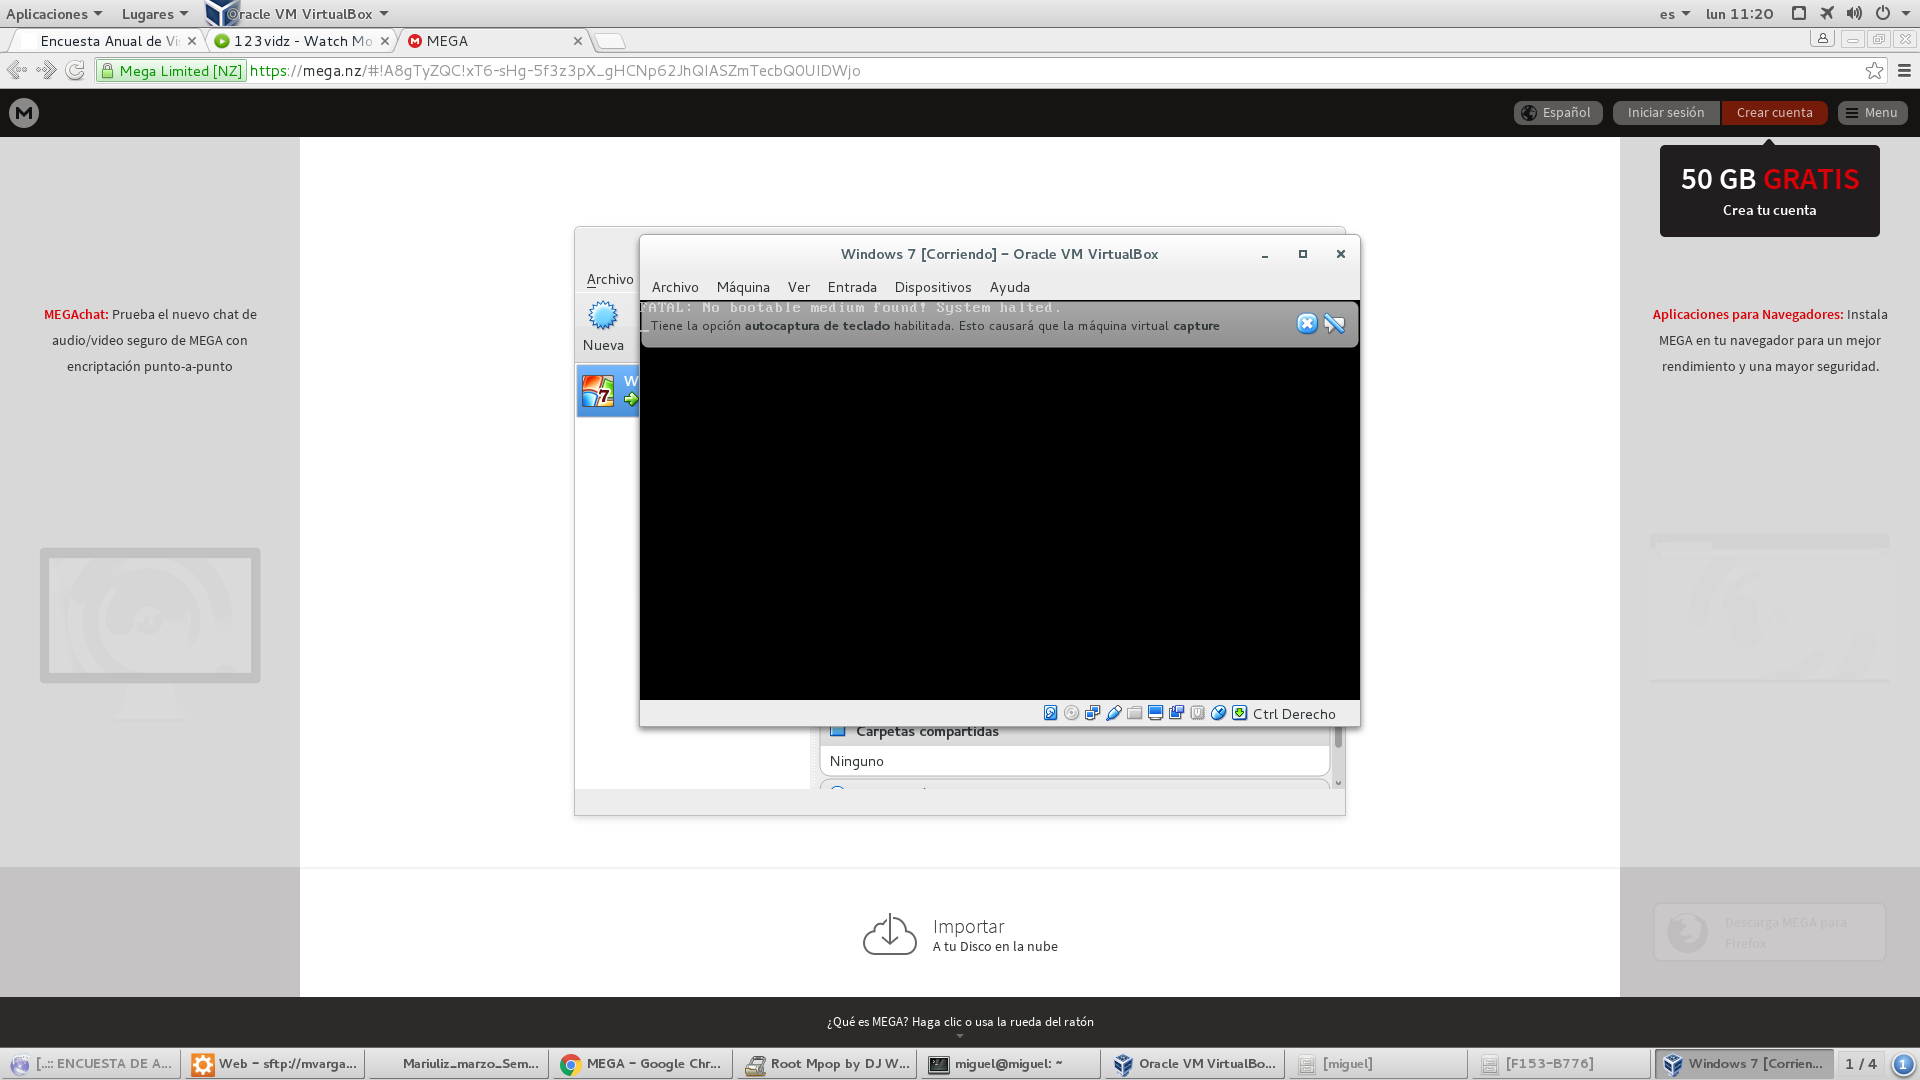 Aplicaciones
Lugares
Oracle VM VirtualBox
es
lun 11:20
Encuesta Anual de Vi
123vidz - Watch Mo
MEGA
Mega Limited [NZ]
Español
Iniciar sesión
Crear cuenta
Menu
50 GB GRATIS
Crea tu cuenta
MEGAchat: Prueba el nuevo chat de
audio/video seguro de MEGA con
encriptación punto-a-punto
Aplicaciones para Navegadores: Instala
MEGA en tu navegador para un mejor
rendimiento y una mayor seguridad.
Archivo
Nueva
W
Windows 7 [Corriendo] - Oracle VM VirtualBox
Archivo
Máquina
Ver
Entrada
Dispositivos
Ayuda
FATAL: No bootable medium found! System halted.
Tiene la opción autocaptura de teclado habilitada. Esto causará que la máquina virtual capture
Ctrl Derecho
Carpetas compartidas
Ninguno
Importar
A tu Disco en la nube
Descarga MEGA para
Firefox
¿Qué es MEGA? Haga clic o usa la rueda del ratón
[..:: ENCUESTA DE A...
Web - sftp://mvarga...
Mariuliz_marzo_Sem...
MEGA - Google Chr...
Root Mpop by DJ W...
miguel@miguel: ~
Oracle VM VirtualBo...
[miguel]
[F153-B776]
Windows 7 [Corrien...
1 / 4
1